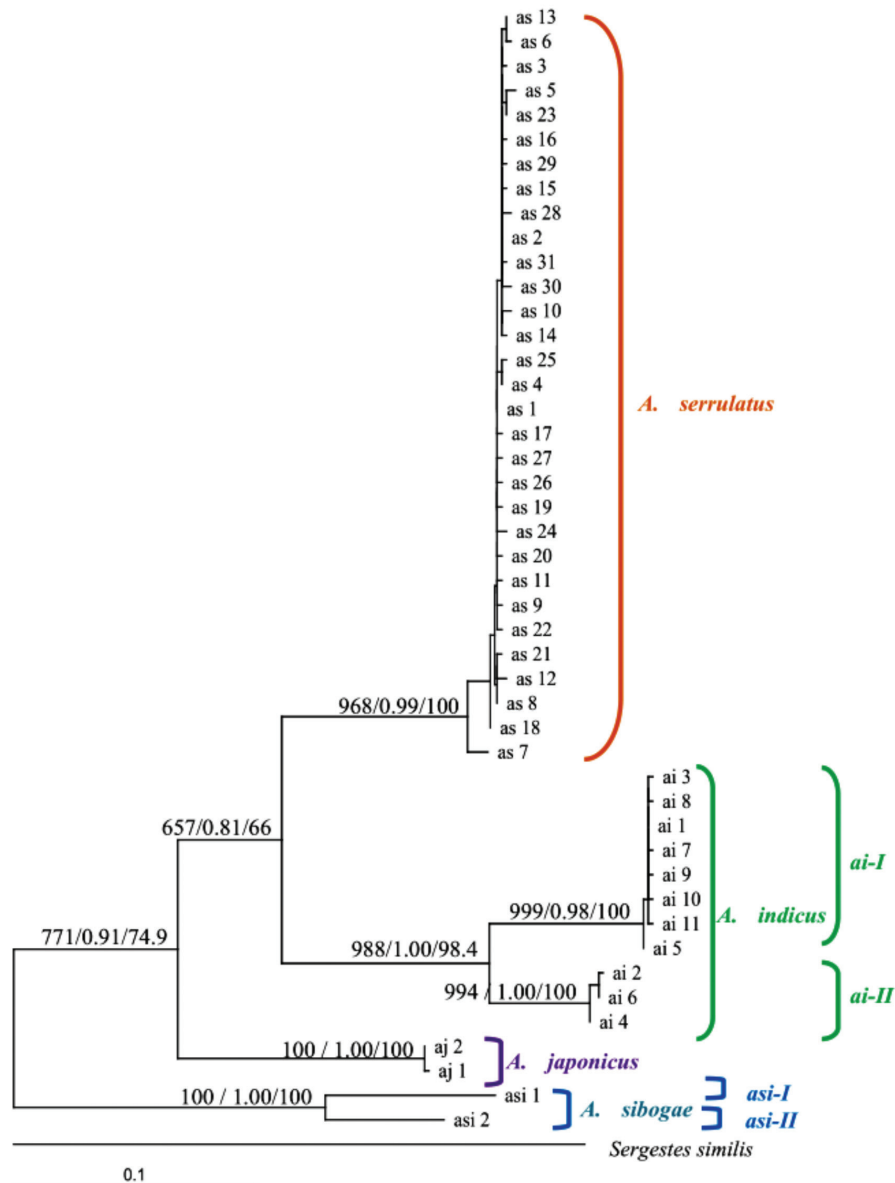 as 13
as 6
as 3
as 5
as 23
as 16
as 29
as 15
as 28
as 2
as 31
as 30
as 10
as 14
as 25
as 4
as 1
A. serrulatus
as 17
as 27
as 26
as 19
as 24
as 20
as 11
as 9
as 22
as 21
as 12
968/0.99/100
as 8
as 18
as 7
ai 3
ai 8
657/0.81/66
ai 1
ai 7
ai-I
ai 9
ai 10
999/0.98/100
ai 11
A. indicus
771/0.91/74.9
988/1.00/98.4
ai 5
ai 2
994 / 1.00/100
ai 6
ai-II
ai 4
100 / 1.00/100
aj 2
A. japonicus
aj 1
100 / 1.00/100
asi 1
asi-I
A. sibogae
asi 2
asi-II
Sergestes similis
0.1